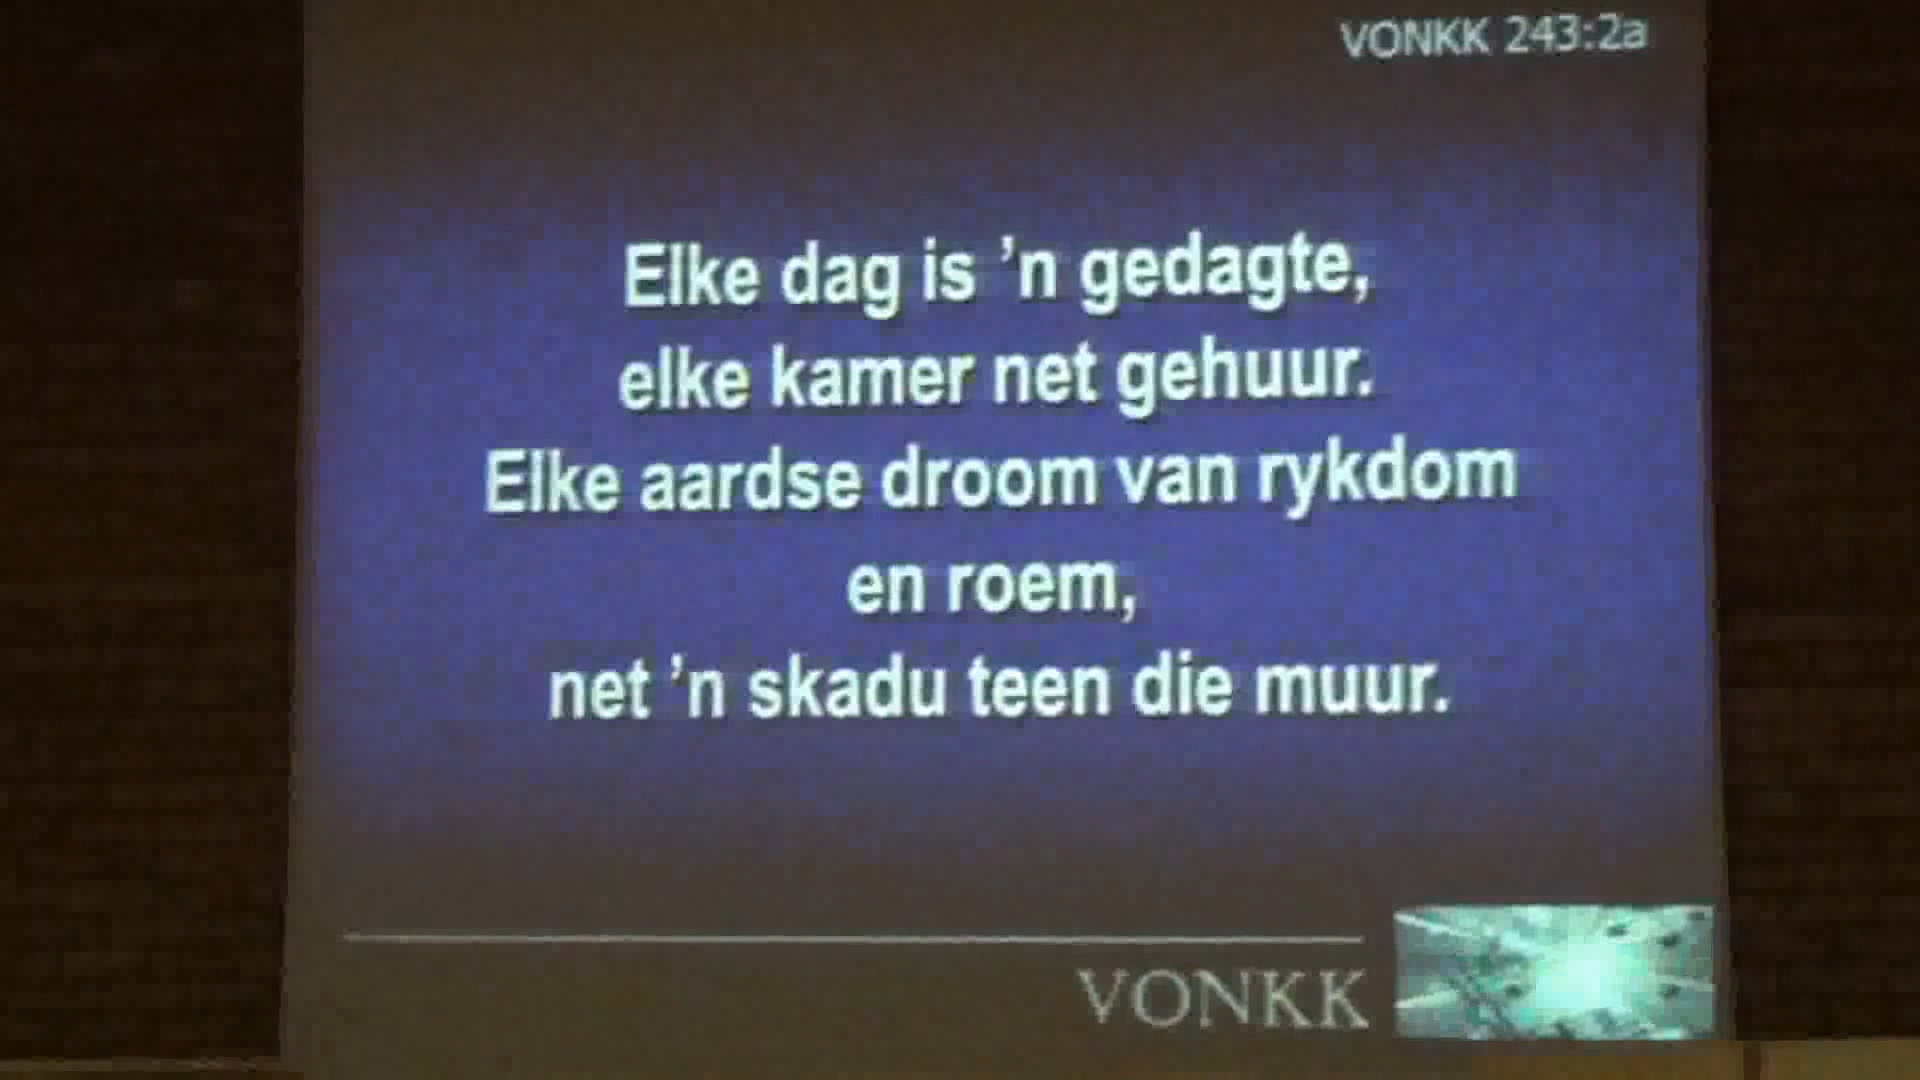 VONKK 243:2a
Elke dag is ’n gedagte,
elke kamer net gehuur.
Elke aardse droom van rykdom
en roem,
net ’n skadu teen die muur.
VONKK